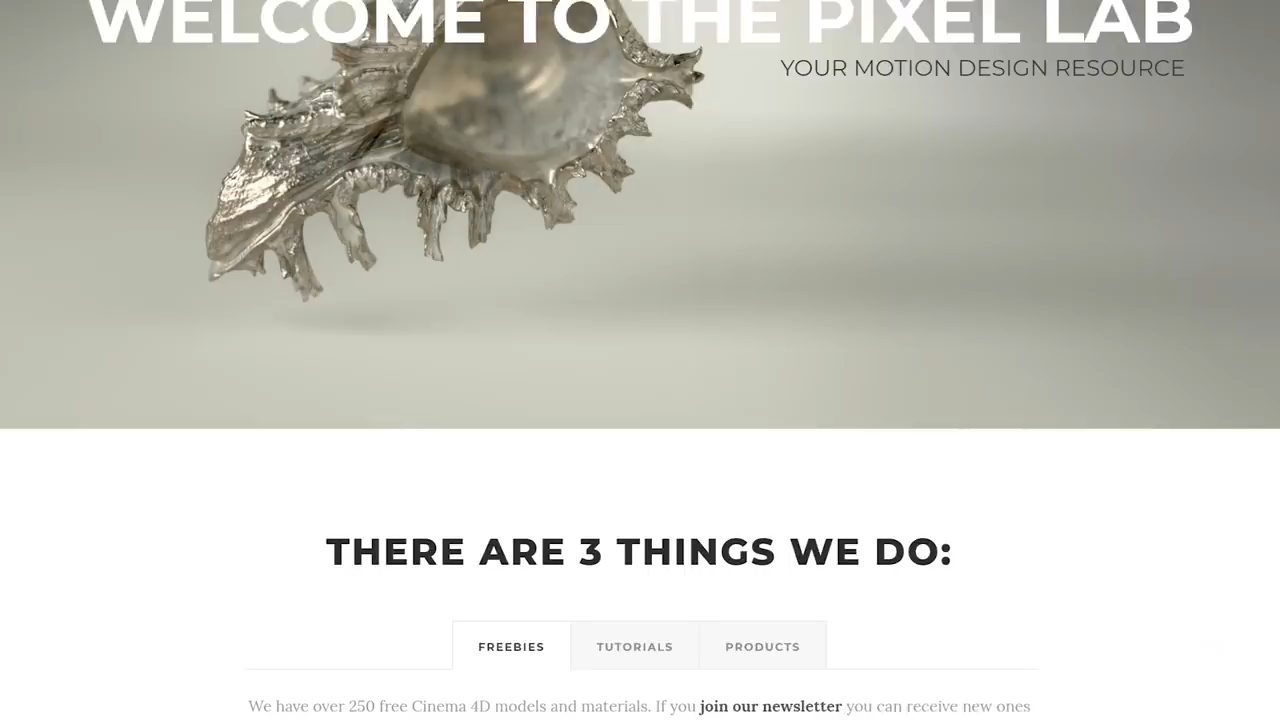 WELCOME TO THE PIXEL LAB
YOUR MOTION DESIGN RESOURCE
THERE ARE 3 THINGS WE DO:
FREEBIES TUTORIALS PRODUCTS
We have over 250 free Cinema 4D models and materials. If you join our newsletter you can receive new ones